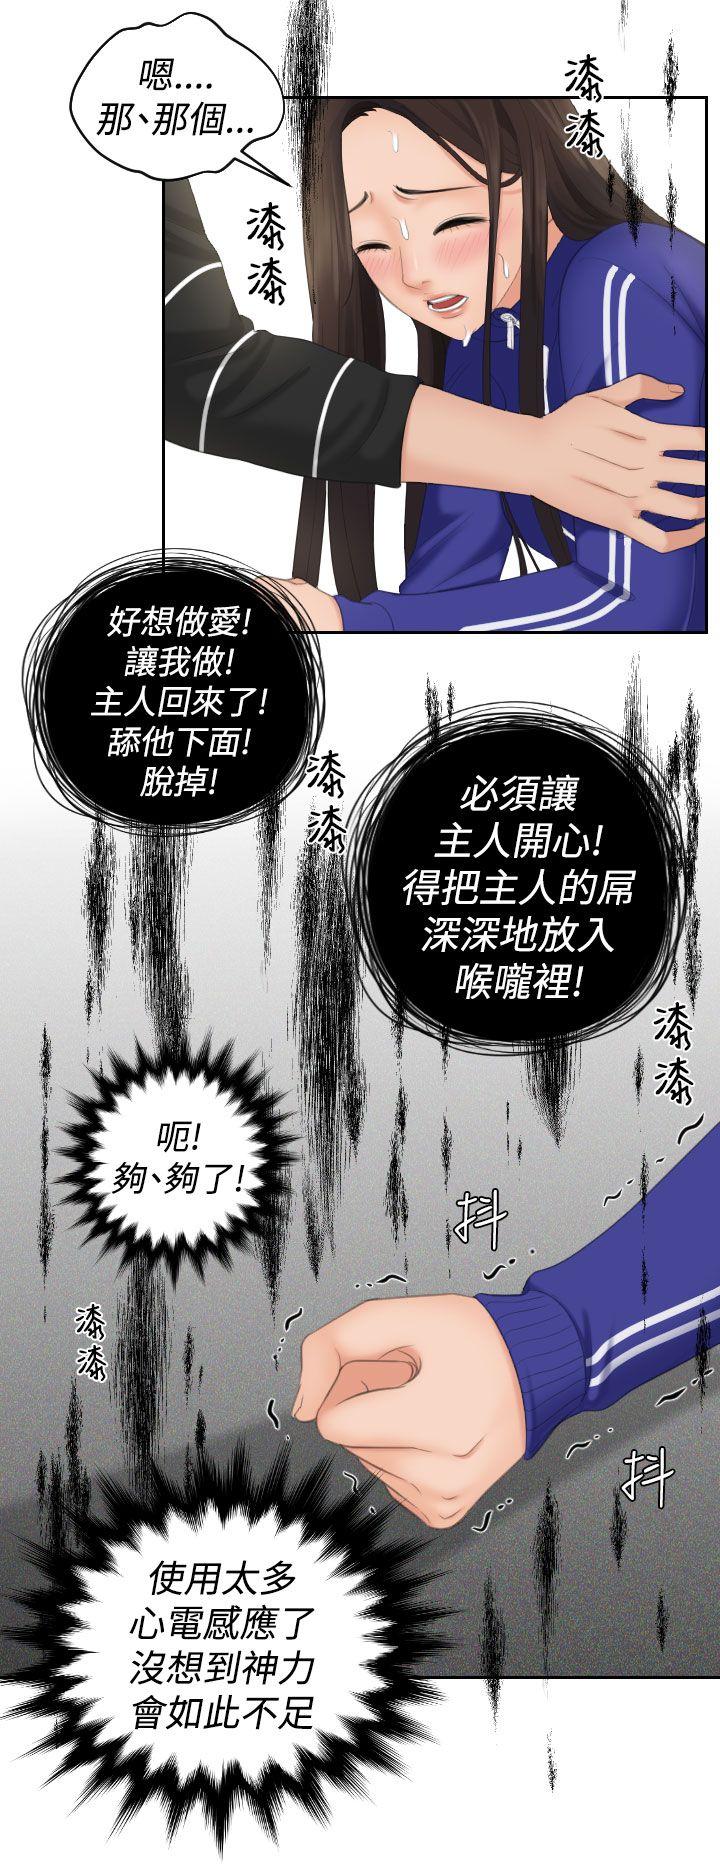 嗯....
那、那個...
漆漆
漆漆
好想做愛!
讓我做!
主人回來了!
舔他下面!
脫掉!
漆漆
必須讓
主人開心!
得把主人的屌
深深地放入
喉嚨裡!
漆漆
呃!
夠、夠了!
抖
漆漆
抖
使用太多
心電感應了
沒想到神力
會如此不足